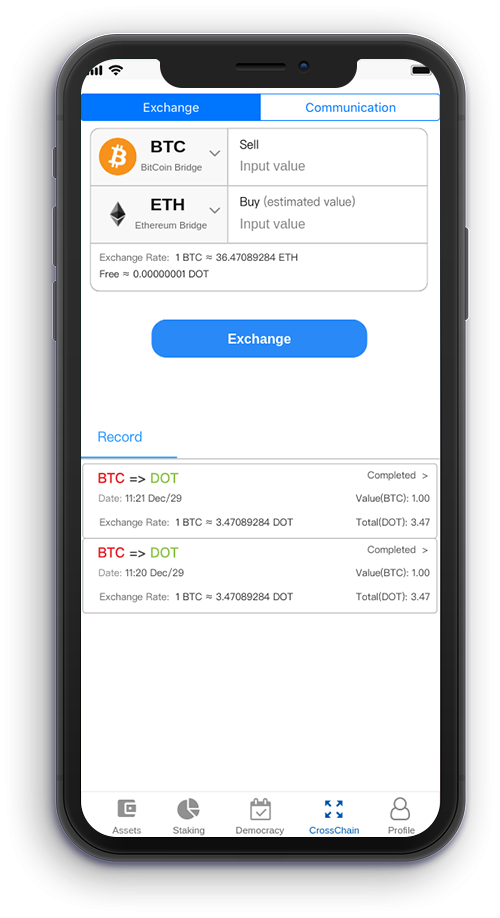 Exchange
Communication
BTC
BitCoin Bridge
Sell
Input value
ETH
Ethereum Bridge
Buy (estimated value)
Input value
Exchange Rate: 1 BTC ≈ 36.47089284 ETH
Free ≈ 0.00000001 DOT
Exchange
Record
BTC => DOT
Completed >
Date: 11:21 Dec/29
Value(BTC): 1.00
Exchange Rate: 1 BTC ≈ 3.47089284 DOT
Total(DOT): 3.47
BTC => DOT
Completed >
Date: 11:20 Dec/29
Value(BTC): 1.00
Exchange Rate: 1 BTC ≈ 3.47089284 DOT
Total(DOT): 3.47
Assets
Staking
Democracy
CrossChain
Profile